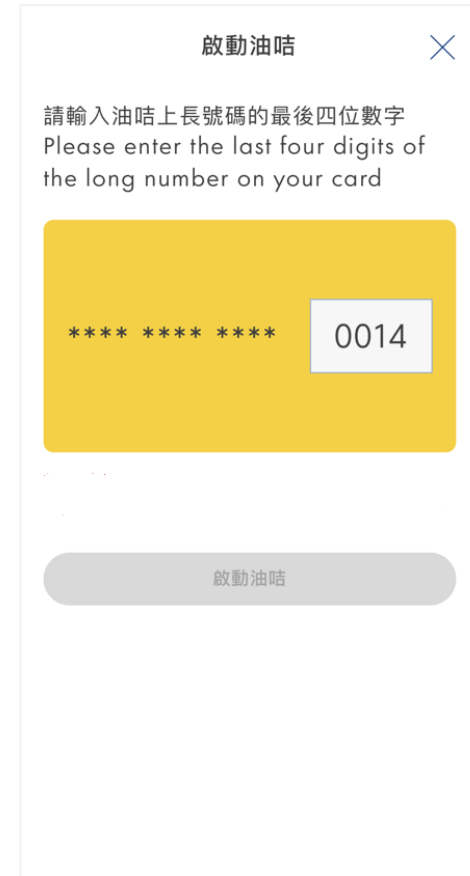 啟動油咭
請輸入油咭上長號碼的最後四位數字
Please enter the last four digits of
the long number on your card
**** **** **** 0014
啟動油咭